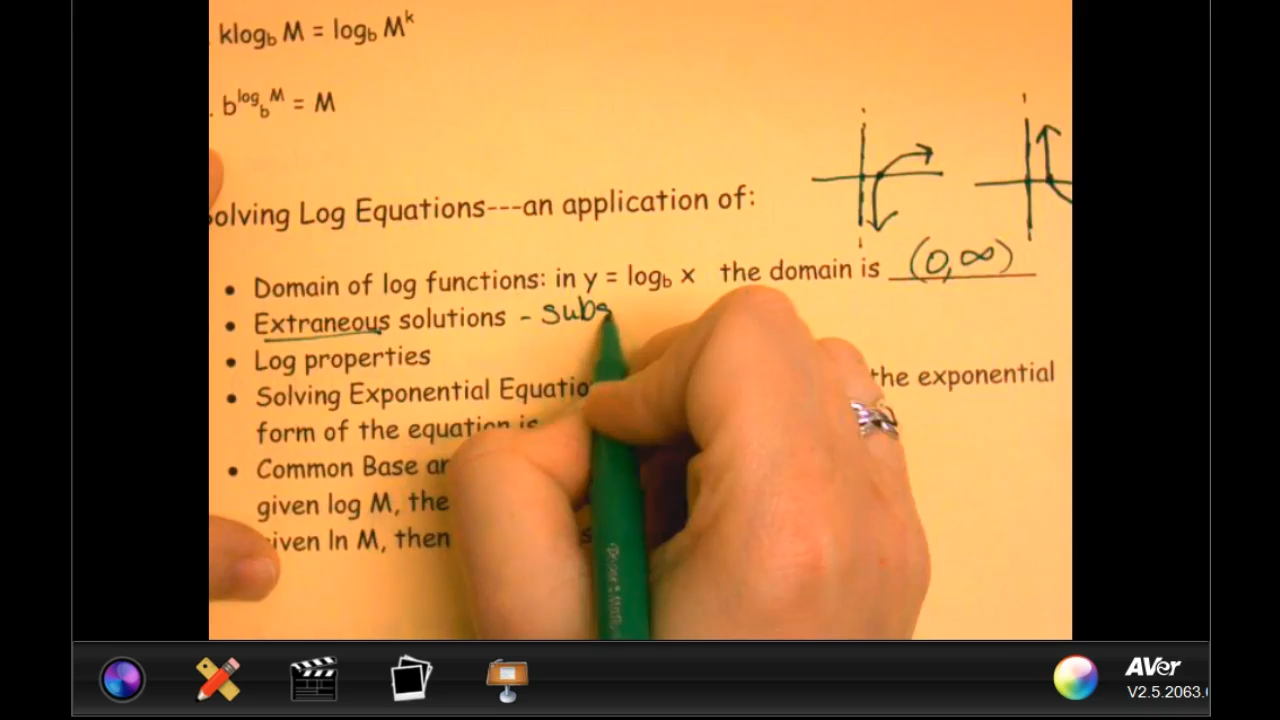 klog_b M = log_b M^k
b^log_b M = M
olving Log Equations---an application of:
• Domain of log functions: in y = log_b x the domain is (0, ∞)
• Extraneous solutions - subs
• Log properties
• Solving Exponential Equatio the exponential
form of the equation is
• Common Base ar
given log M, the
iven ln M, then s
AVer
V2.5.2063.